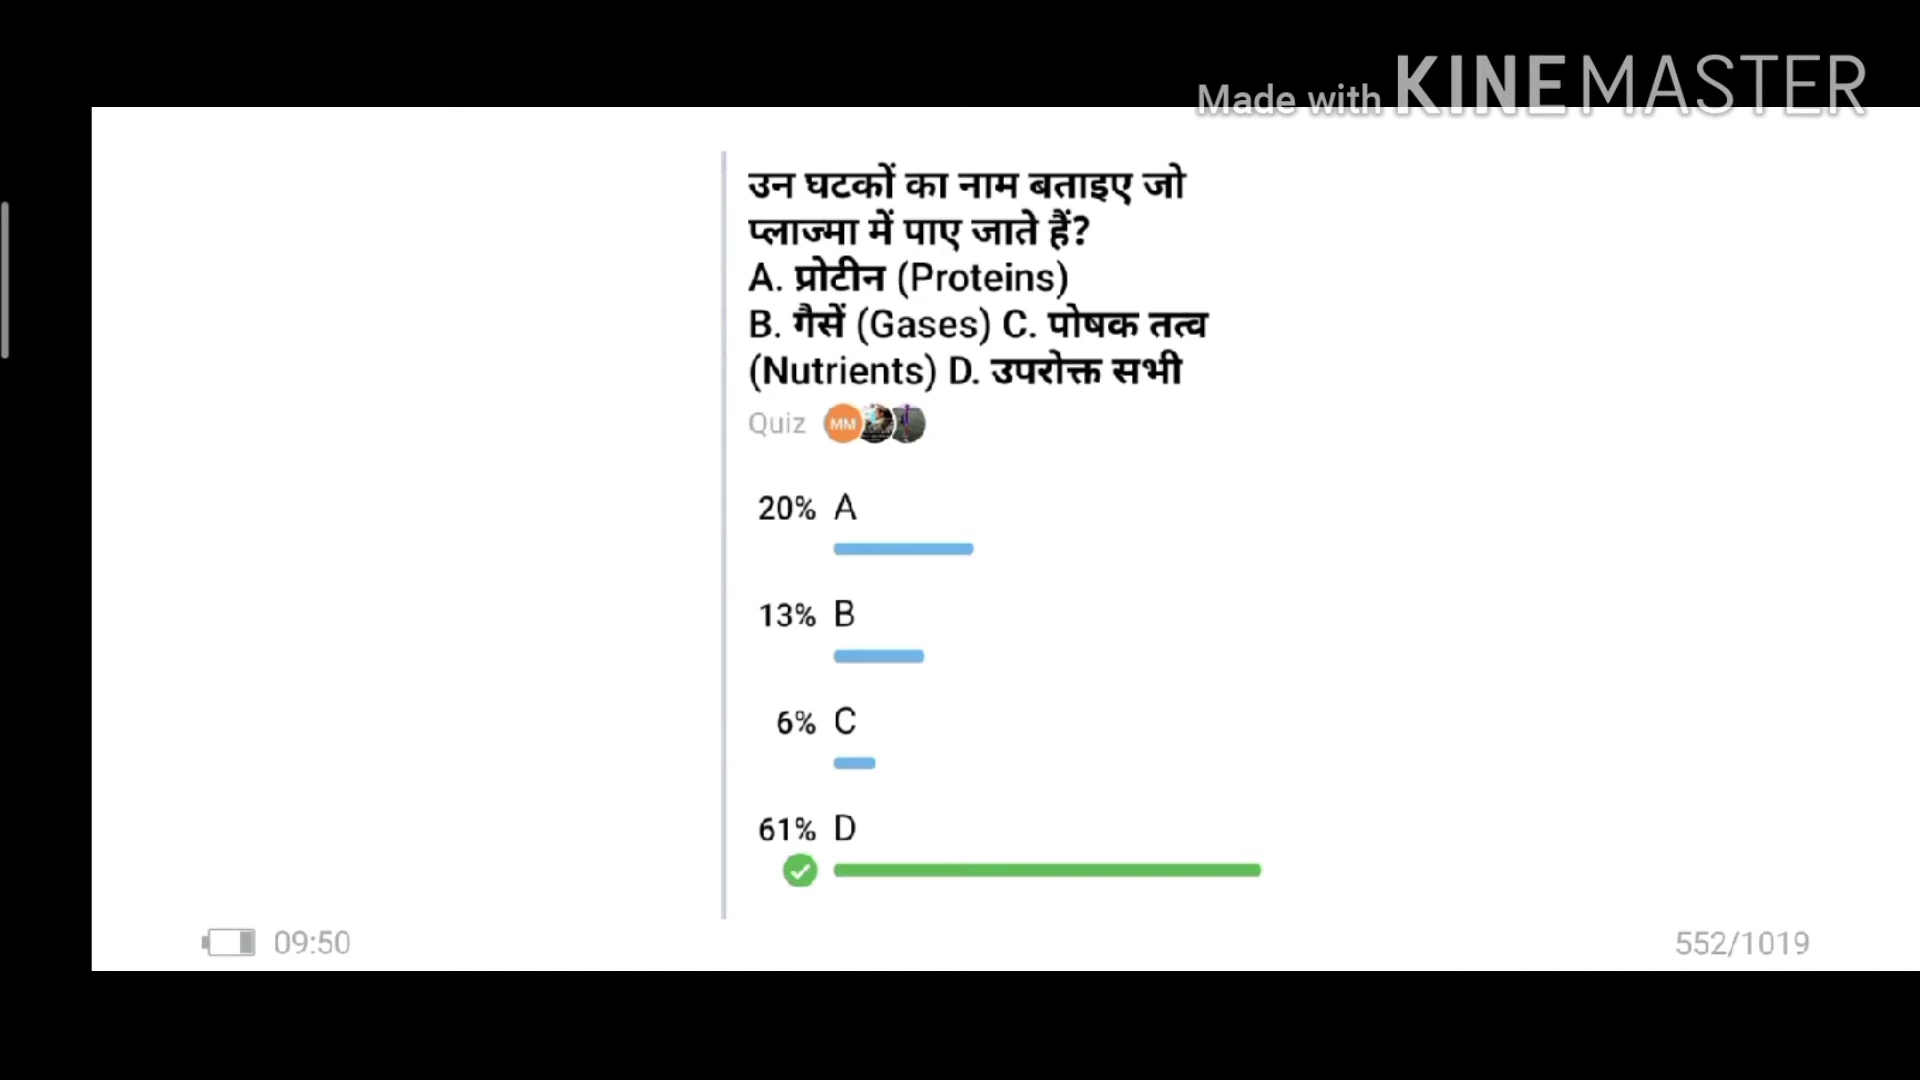 Made with KINEMASTER
उन घटकों का नाम बताइए जो
प्लाज्मा में पाए जाते हैं?
A. प्रोटीन (Proteins)
B. गैसें (Gases) C. पोषक तत्व
(Nutrients) D. उपरोक्त सभी
Quiz MM
20% A
13% B
6% C
61% D
09:50
552/1019